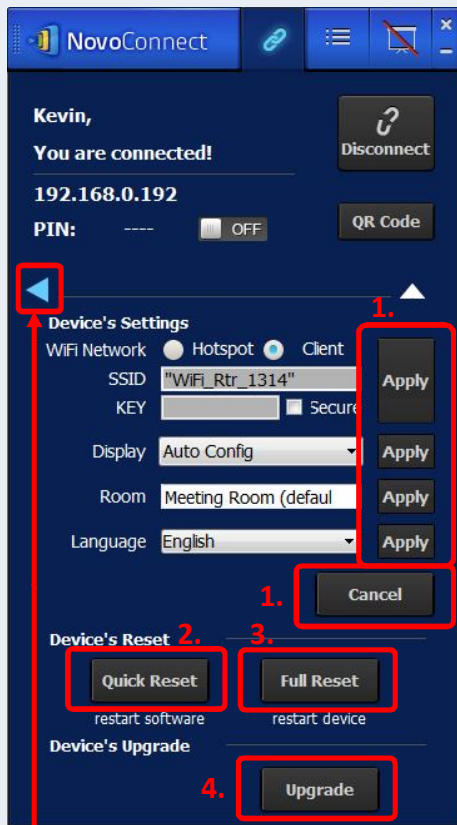 NovoConnect
Kevin,
You are connected!
Disconnect
192.168.0.192
PIN: ---- OFF
QR Code
1.
Device's Settings
WiFi Network Hotspot Client
SSID "WiFi_Rtr_1314" Apply
KEY Secure
Display Auto Config Apply
Room Meeting Room (defaul Apply
Language English Apply
1. Cancel
Device's Reset 2. 3.
Quick Reset Full Reset
restart software restart device
Device's Upgrade
4. Upgrade